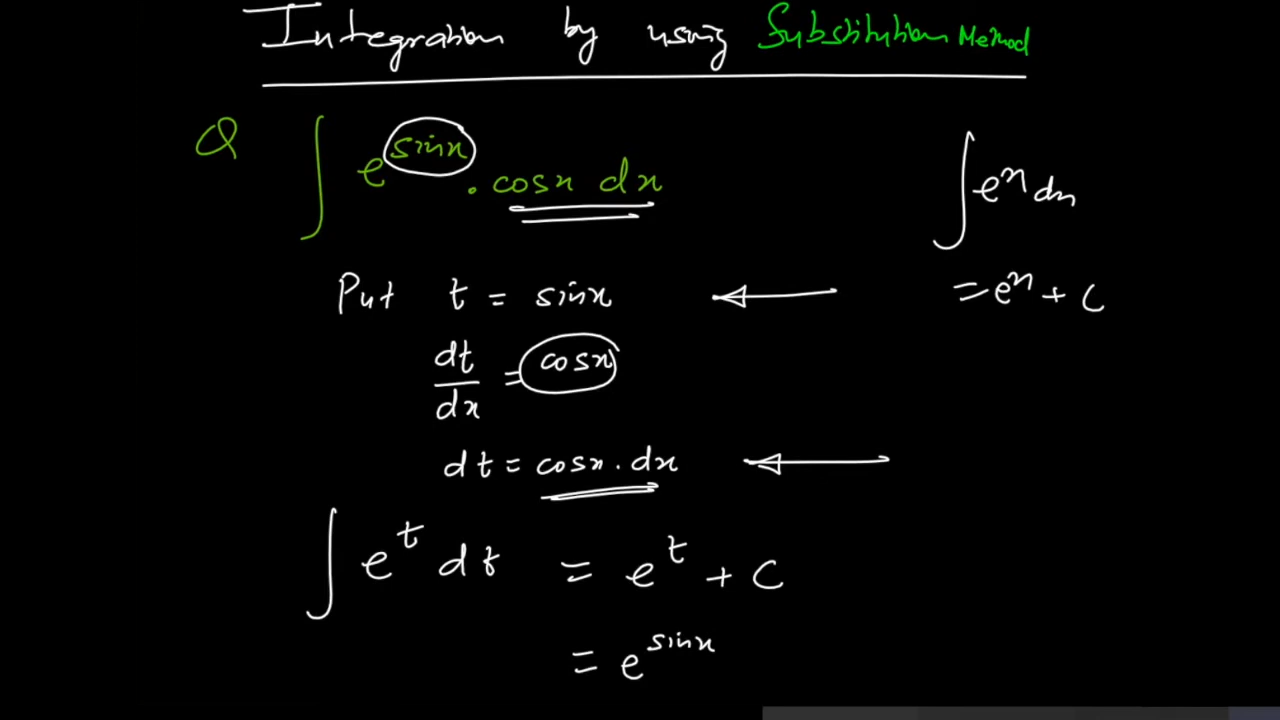 Integration by using Substitution Method
Q ∫ e^sinx . cosx dx
∫ e^x dx
= e^x + c
Put t = sinx
dt/dx = cosx
dt = cosx . dx
∫ e^t dt = e^t + c
= e^sinx